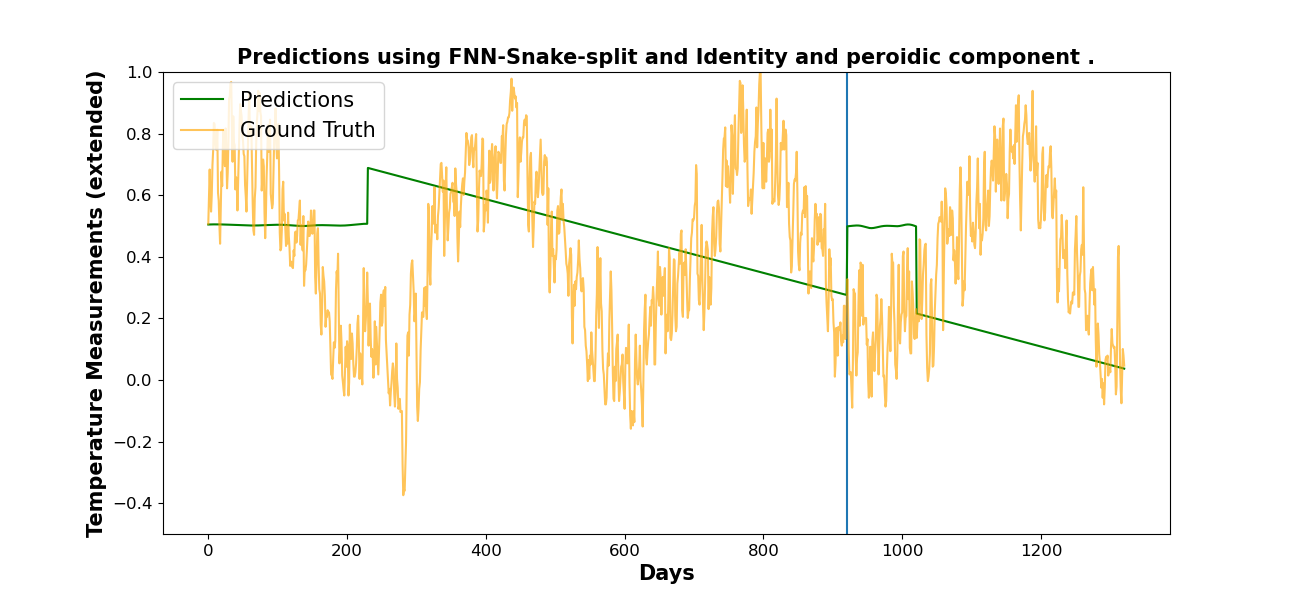 Predictions using FNN-Snake-split and Identity and peroidic component .
Predictions
Ground Truth
Temperature Measurements (extended)
1.0
0.8
0.6
0.4
0.2
0.0
−0.2
−0.4
0 200 400 600 800 1000 1200
Days